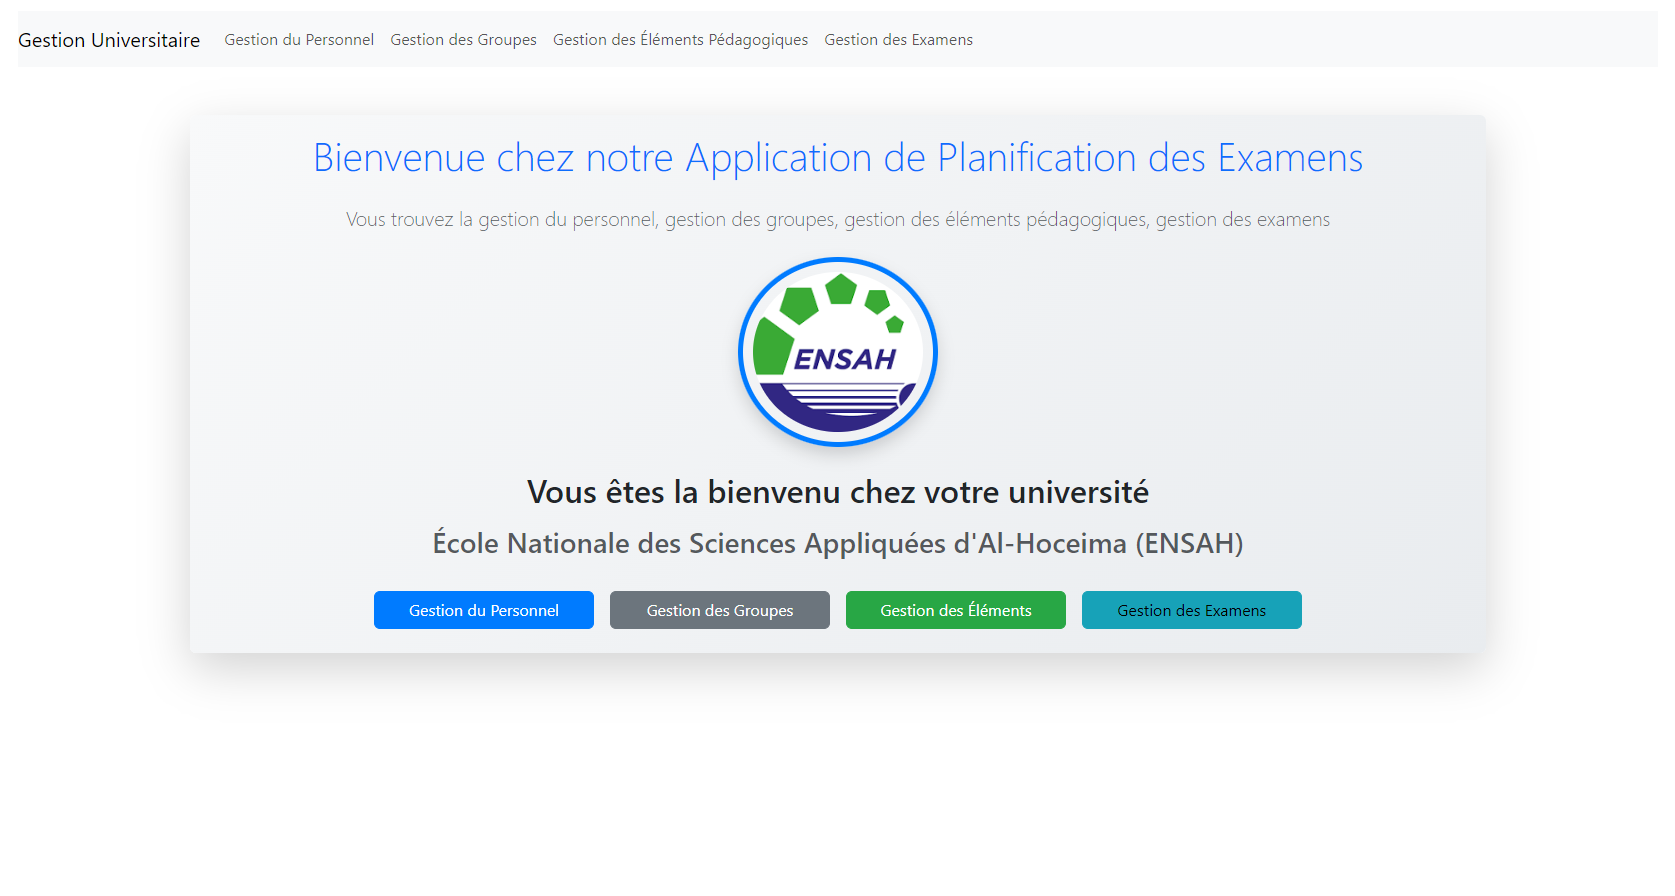 Gestion Universitaire Gestion du Personnel Gestion des Groupes Gestion des Éléments Pédagogiques Gestion des Examens
Bienvenue chez notre Application de Planification des Examens
Vous trouvez la gestion du personnel, gestion des groupes, gestion des éléments pédagogiques, gestion des examens
ENSAH
Vous êtes la bienvenu chez votre université
École Nationale des Sciences Appliquées d'Al-Hoceima (ENSAH)
Gestion du Personnel Gestion des Groupes Gestion des Éléments Gestion des Examens